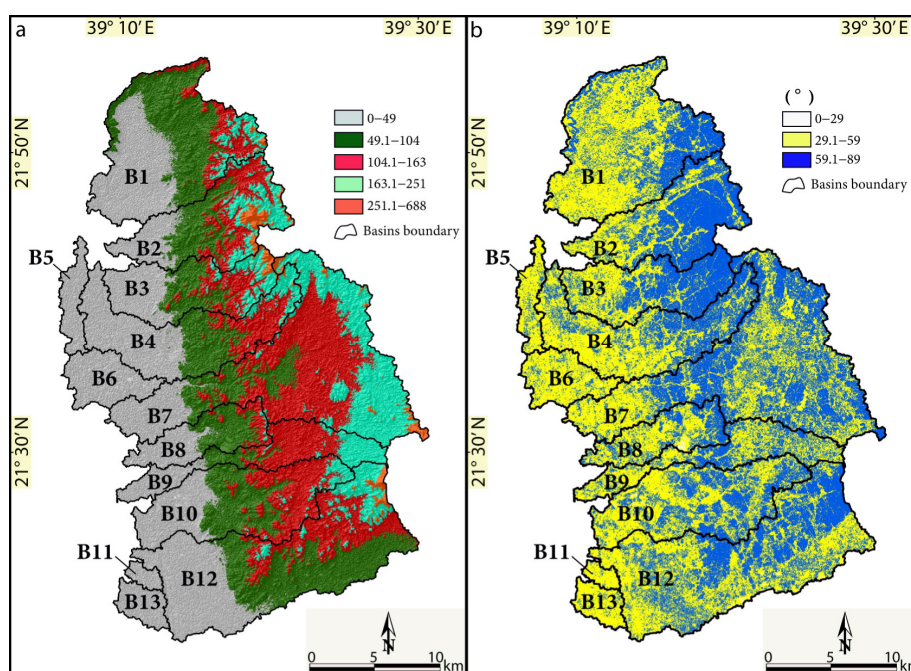 a
39° 10′ E
39° 30′ E
21° 50′ N
21° 30′ N
0–49
49.1–104
104.1–163
163.1–251
251.1–688
Basins boundary
B1
B2
B5
B3
B4
B6
B7
B8
B9
B10
B11
B12
B13
N
0 5 10
km
b
39° 10′ E
39° 30′ E
21° 50′ N
21° 30′ N
(°)
0–29
29.1–59
59.1–89
Basins boundary
B1
B2
B5
B3
B4
B6
B7
B8
B9
B10
B11
B12
B13
N
0 5 10
km